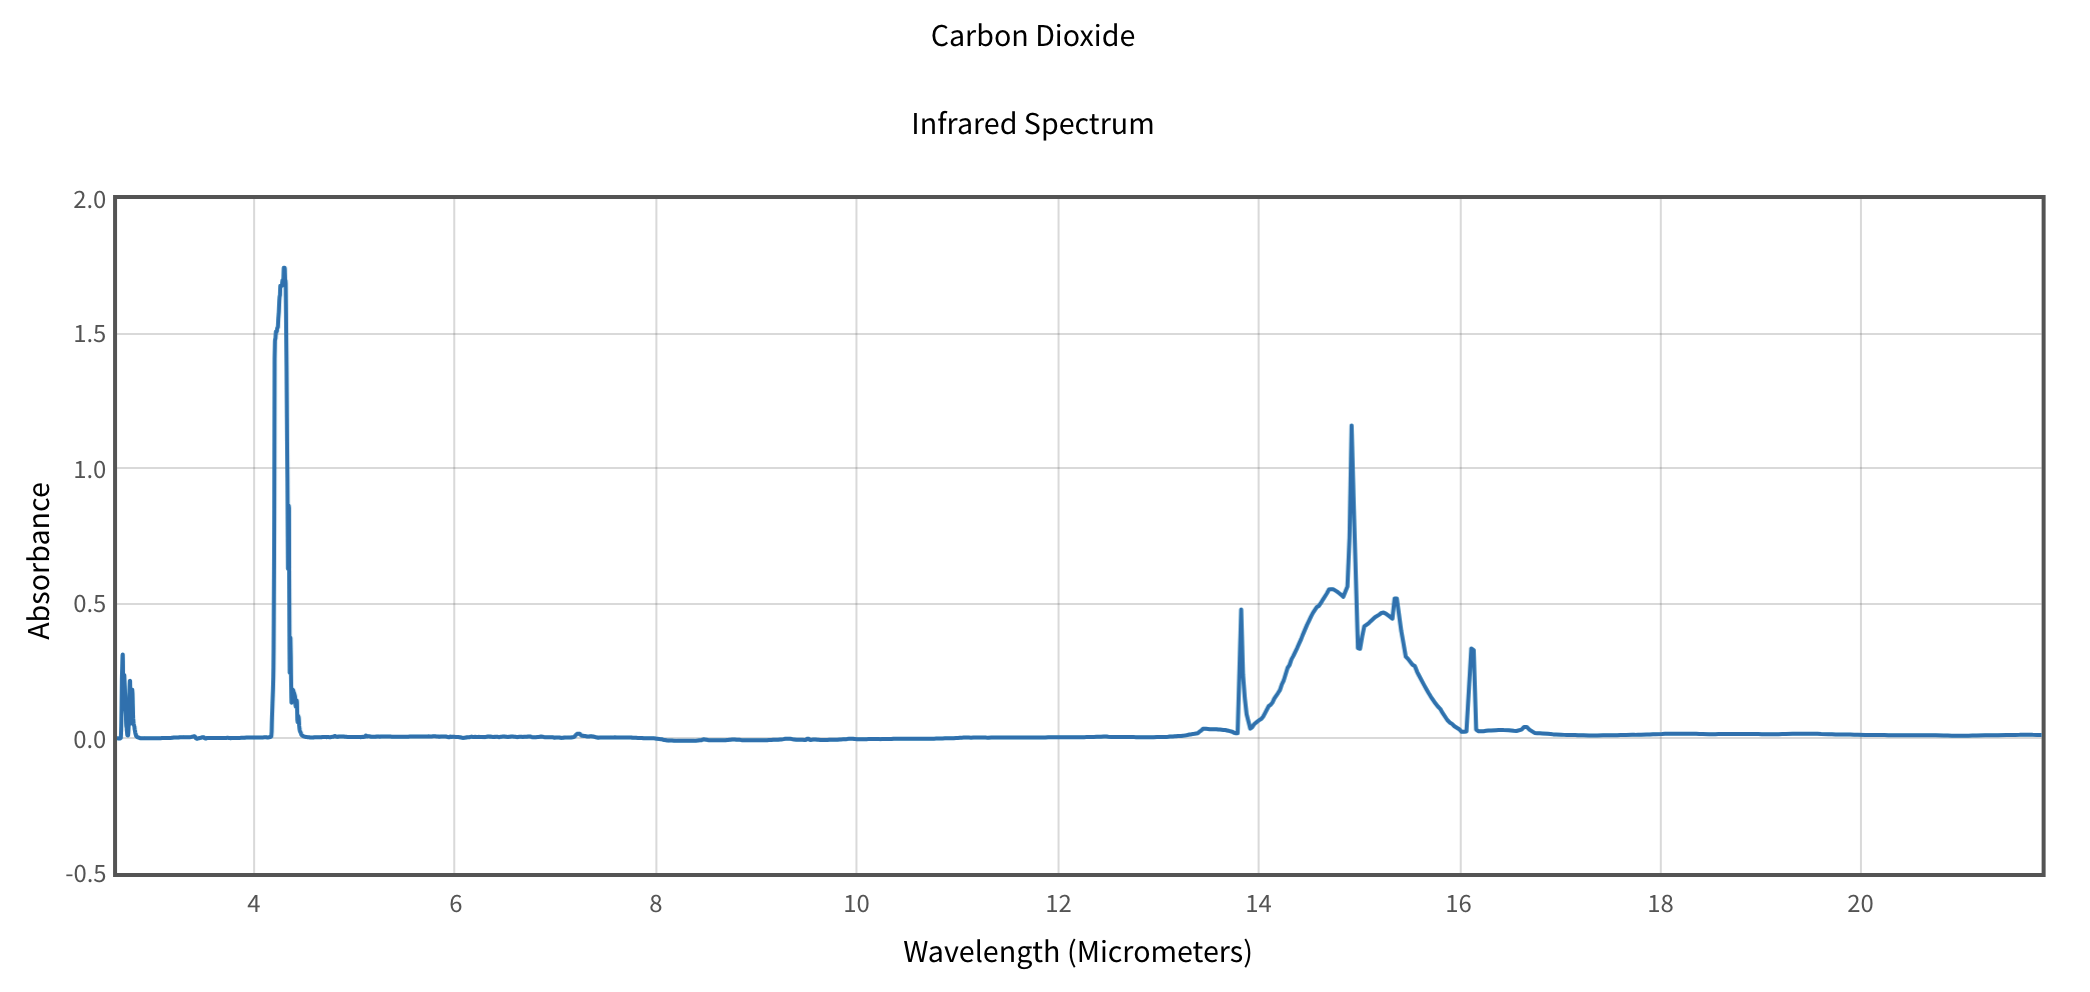 Carbon Dioxide
Infrared Spectrum
2.0
1.5
1.0
0.5
0.0
-0.5
Absorbance
4 6 8 10 12 14 16 18 20
Wavelength (Micrometers)